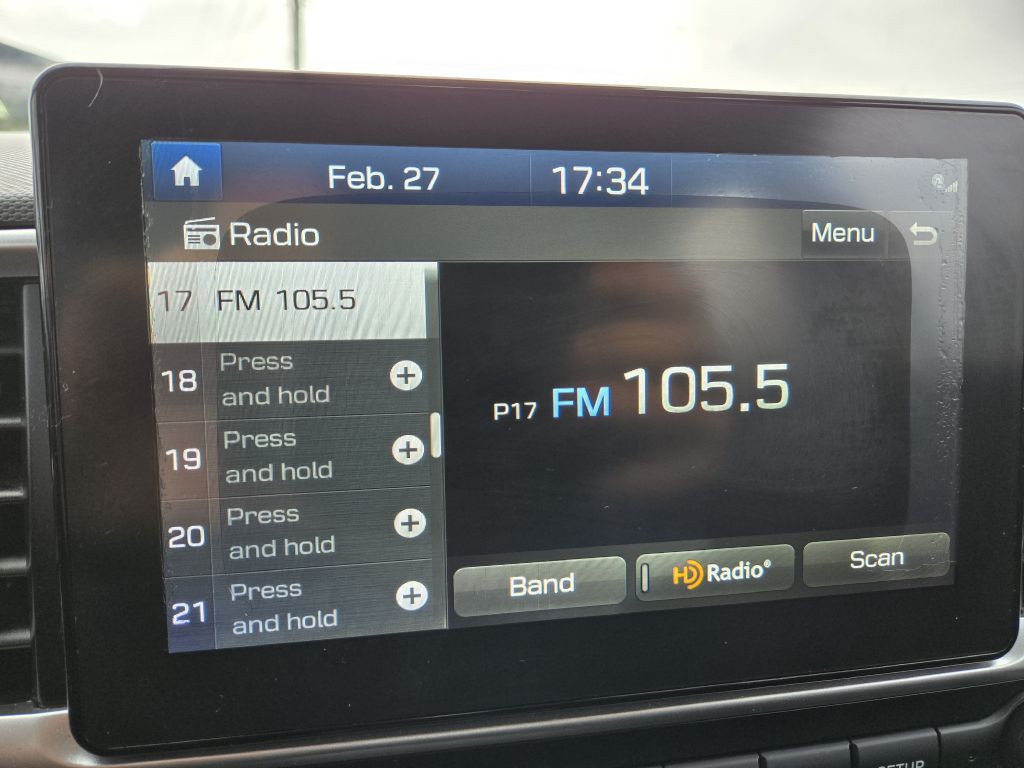 Feb. 27 17:34
Radio Menu
17 FM 105.5
18 Press
and hold
19 Press
and hold
20 Press
and hold
21 Press
and hold
P17 FM 105.5
Band HD Radio® Scan
SETUP